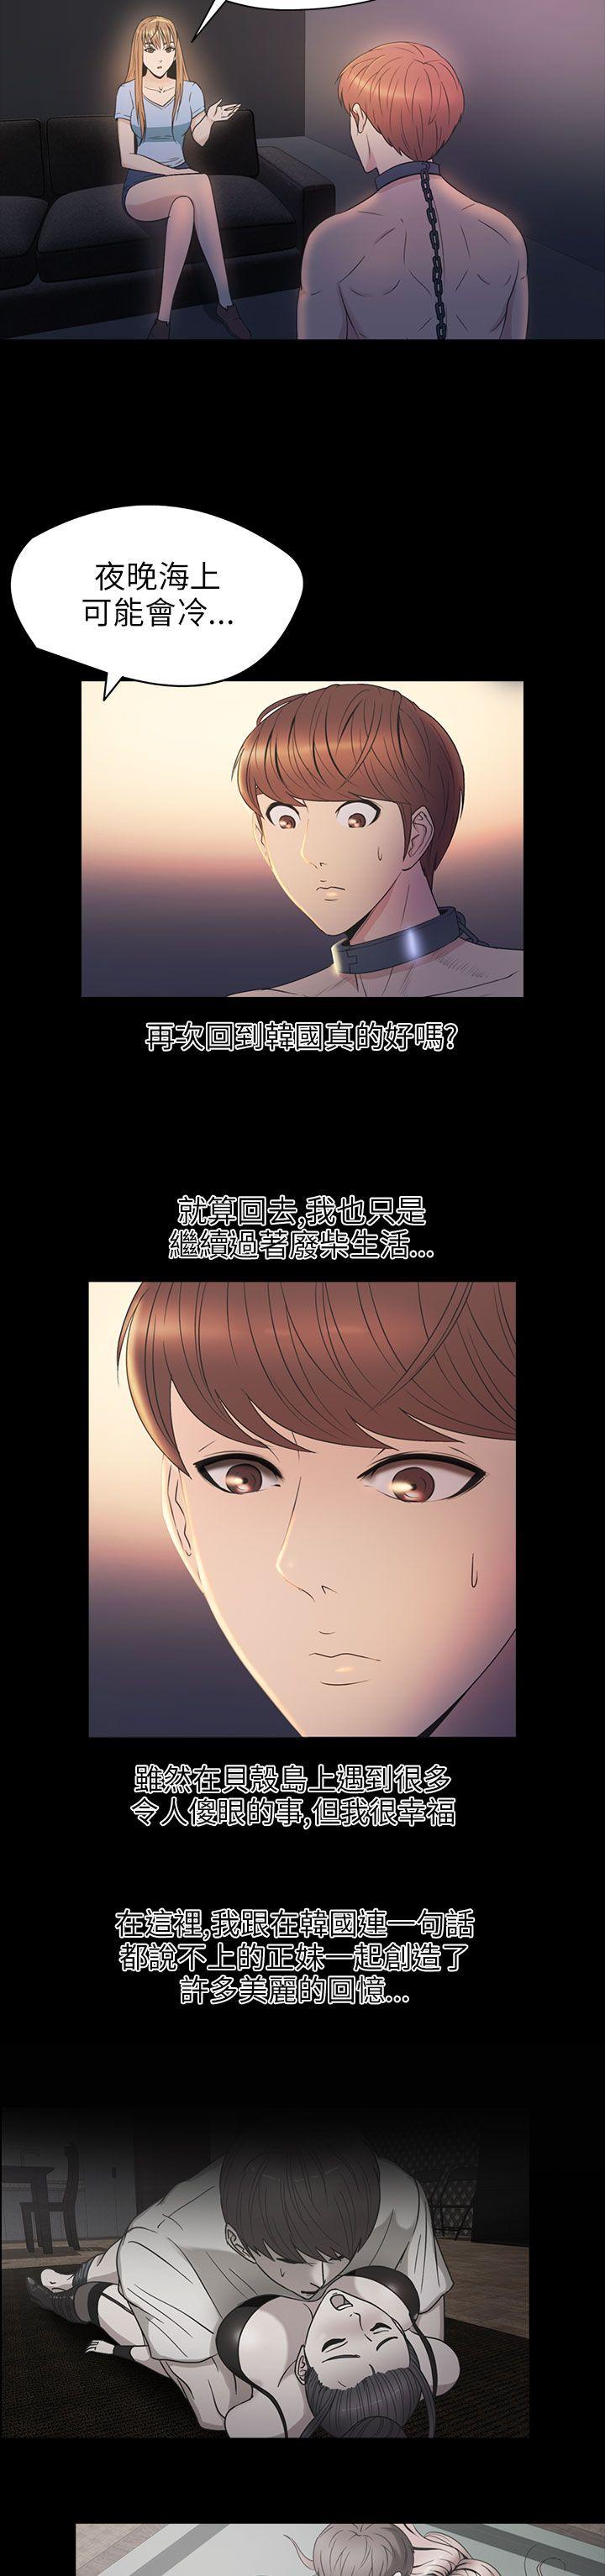 夜晚海上
可能會冷...
再次回到韓國真的好嗎?
就算回去,我也只是
繼續過著廢柴生活...
雖然在貝殼島上遇到很多
令人傻眼的事,但我很幸福
在這裡,我跟在韓國連一句話
都說不上的正妹一起創造了
許多美麗的回憶...